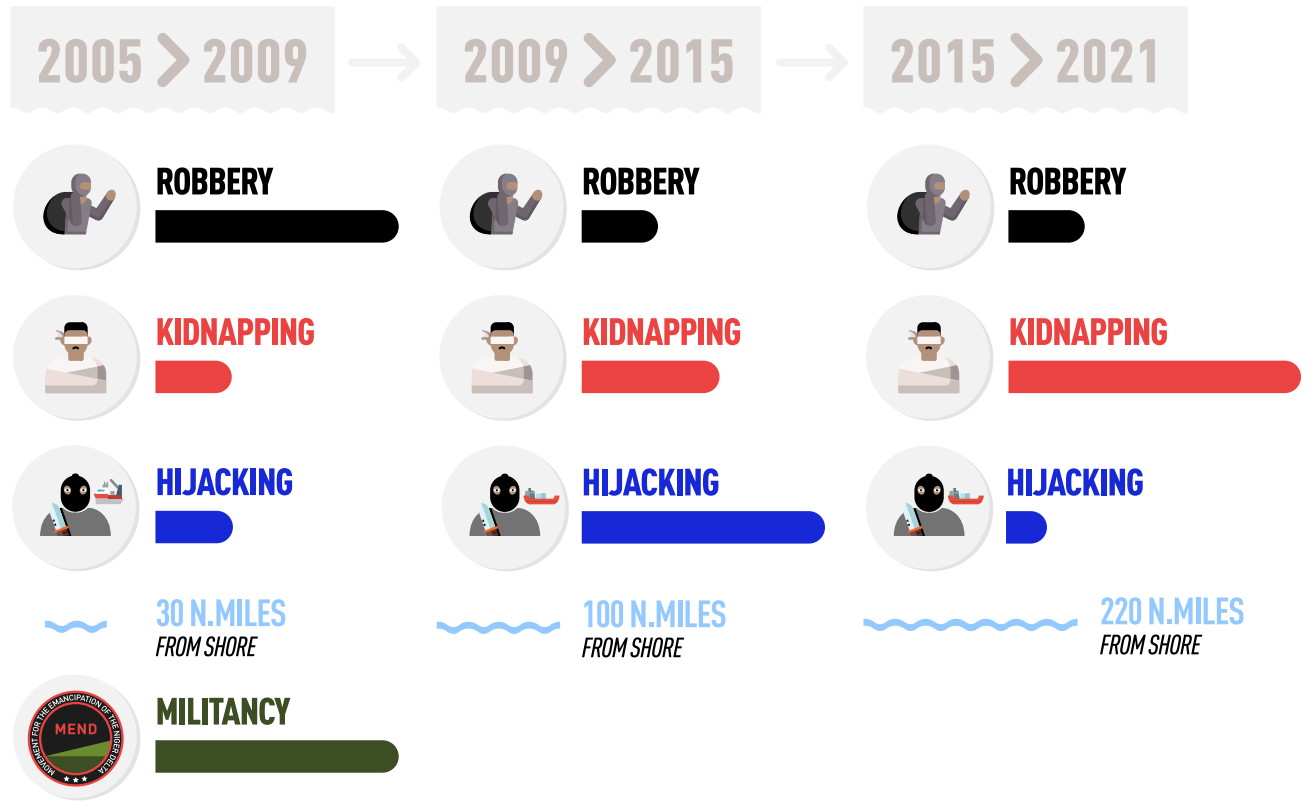 2005 > 2009
2009 > 2015
2015 > 2021
ROBBERY
ROBBERY
ROBBERY
KIDNAPPING
KIDNAPPING
KIDNAPPING
HIJACKING
HIJACKING
HIJACKING
30 N.MILES
FROM SHORE
100 N.MILES
FROM SHORE
220 N.MILES
FROM SHORE
MOVEMENT FOR THE EMANCIPATION OF THE NIGER DELTA
MEND
MILITANCY